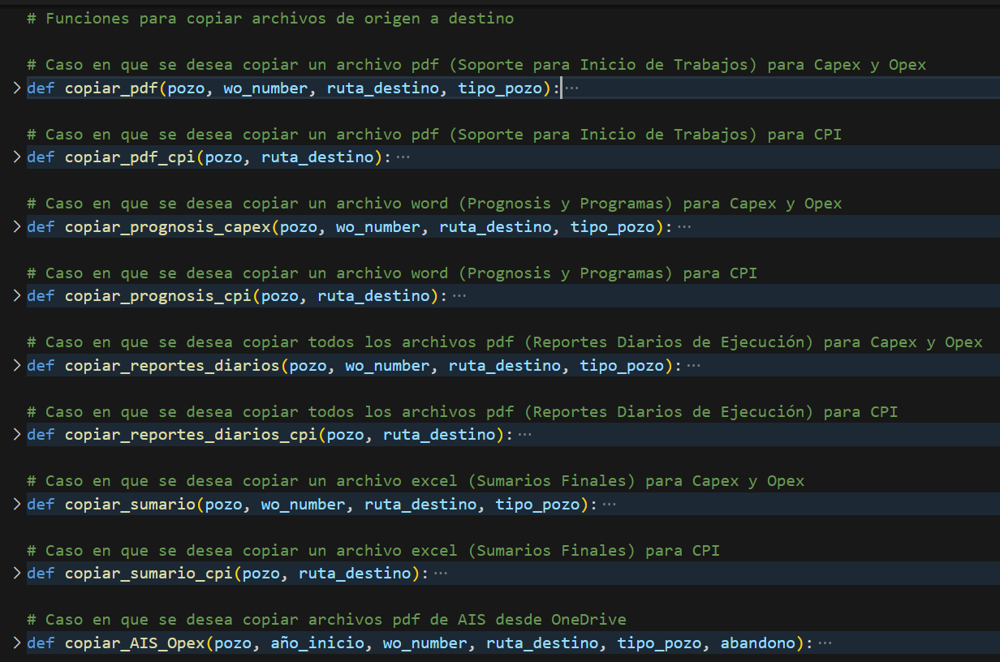 # Funciones para copiar archivos de origen a destino
# Caso en que se desea copiar un archivo pdf (Soporte para Inicio de Trabajos) para Capex y Opex
def copiar_pdf(pozo, wo_number, ruta_destino, tipo_pozo):···
# Caso en que se desea copiar un archivo pdf (Soporte para Inicio de Trabajos) para CPI
def copiar_pdf_cpi(pozo, ruta_destino):···
# Caso en que se desea copiar un archivo word (Prognosis y Programas) para Capex y Opex
def copiar_prognosis_capex(pozo, wo_number, ruta_destino, tipo_pozo):···
# Caso en que se desea copiar un archivo word (Prognosis y Programas) para CPI
def copiar_prognosis_cpi(pozo, ruta_destino):···
# Caso en que se desea copiar todos los archivos pdf (Reportes Diarios de Ejecución) para Capex y Opex
def copiar_reportes_diarios(pozo, wo_number, ruta_destino, tipo_pozo):···
# Caso en que se desea copiar todos los archivos pdf (Reportes Diarios de Ejecución) para CPI
def copiar_reportes_diarios_cpi(pozo, ruta_destino):···
# Caso en que se desea copiar un archivo excel (Sumarios Finales) para Capex y Opex
def copiar_sumario(pozo, wo_number, ruta_destino, tipo_pozo):···
# Caso en que se desea copiar un archivo excel (Sumarios Finales) para CPI
def copiar_sumario_cpi(pozo, ruta_destino):···
# Caso en que se desea copiar archivos pdf de AIS desde OneDrive
def copiar_AIS_Opex(pozo, año_inicio, wo_number, ruta_destino, tipo_pozo, abandono):···